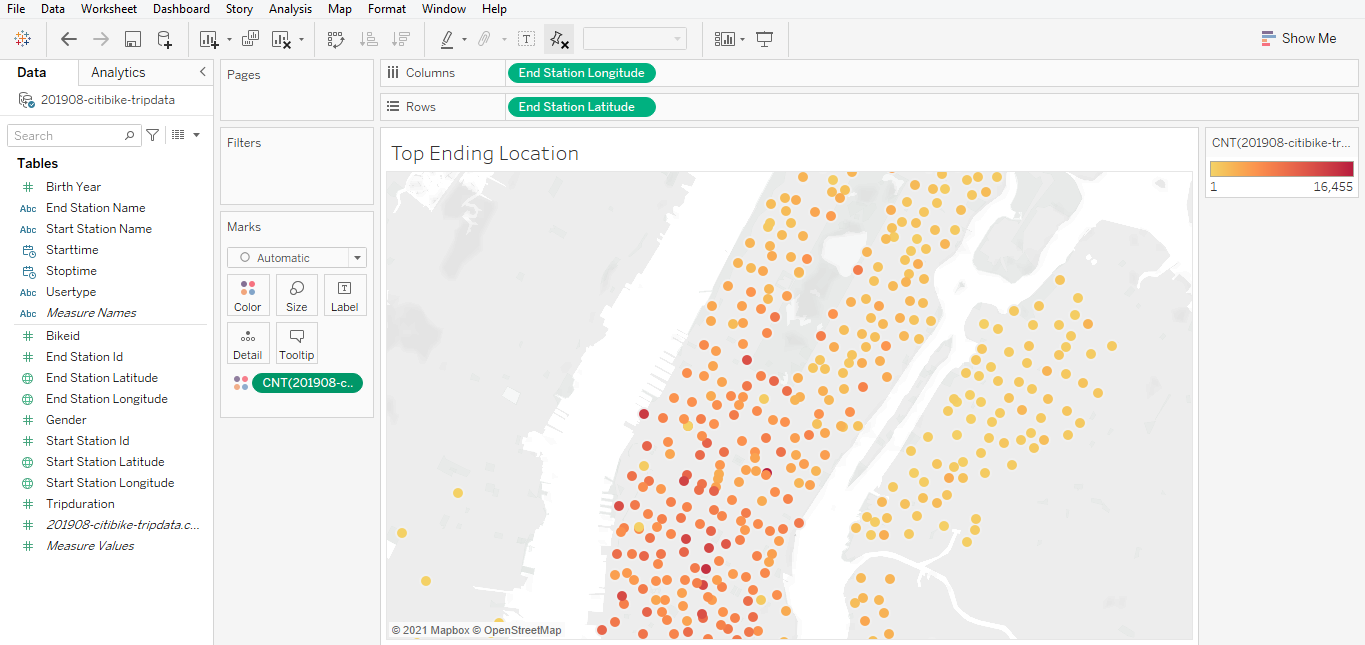 File Data Worksheet Dashboard Story Analysis Map Format Window Help
Show Me
Data Analytics
201908-citibike-tripdata
Search
Tables
Birth Year
Abc End Station Name
Abc Start Station Name
Starttime
Stoptime
Abc Usertype
Abc Measure Names
Bikeid
End Station Id
End Station Latitude
End Station Longitude
Gender
Start Station Id
Start Station Latitude
Start Station Longitude
Tripduration
201908-citibike-tripdata.c...
Measure Values
Pages
Filters
Marks
Automatic
Color Size Label
Detail Tooltip
CNT(201908-c..
Columns End Station Longitude
Rows End Station Latitude
Top Ending Location
© 2021 Mapbox © OpenStreetMap
CNT(201908-citibike-tr...
1 16,455